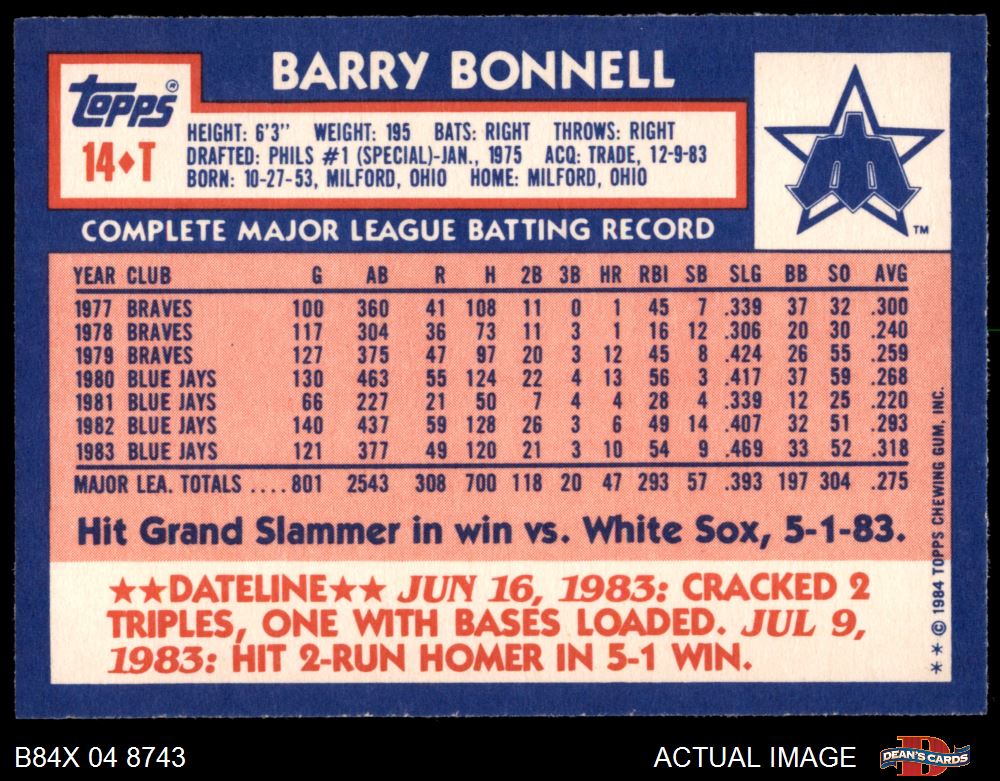 BARRY BONNELL
topps®
14♦T
HEIGHT: 6'3" WEIGHT: 195 BATS: RIGHT THROWS: RIGHT
DRAFTED: PHILS #1 (SPECIAL)-JAN., 1975 ACQ: TRADE, 12-9-83
BORN: 10-27-53, MILFORD, OHIO HOME: MILFORD, OHIO
TM
COMPLETE MAJOR LEAGUE BATTING RECORD
YEAR CLUB G AB R H 2B 3B HR RBI SB SLG BB SO AVG
1977 BRAVES 100 360 41 108 11 0 1 45 7 .339 37 32 .300
1978 BRAVES 117 304 36 73 11 3 1 16 12 .306 20 30 .240
1979 BRAVES 127 375 47 97 20 3 12 45 8 .424 26 55 .259
1980 BLUE JAYS 130 463 55 124 22 4 13 56 3 .417 37 59 .268
1981 BLUE JAYS 66 227 21 50 7 4 4 28 4 .339 12 25 .220
1982 BLUE JAYS 140 437 59 128 26 3 6 49 14 .407 32 51 .293
1983 BLUE JAYS 121 377 49 120 21 3 10 54 9 .469 33 52 .318
MAJOR LEA. TOTALS ....801 2543 308 700 118 20 47 293 57 .393 197 304 .275
Hit Grand Slammer in win vs. White Sox, 5-1-83.
★★DATELINE★★ JUN 16, 1983: CRACKED 2
TRIPLES, ONE WITH BASES LOADED. JUL 9,
1983: HIT 2-RUN HOMER IN 5-1 WIN.
** © 1984 TOPPS CHEWING GUM, INC.
B84X 04 8743
ACTUAL IMAGE
D
DEAN'S CARDS